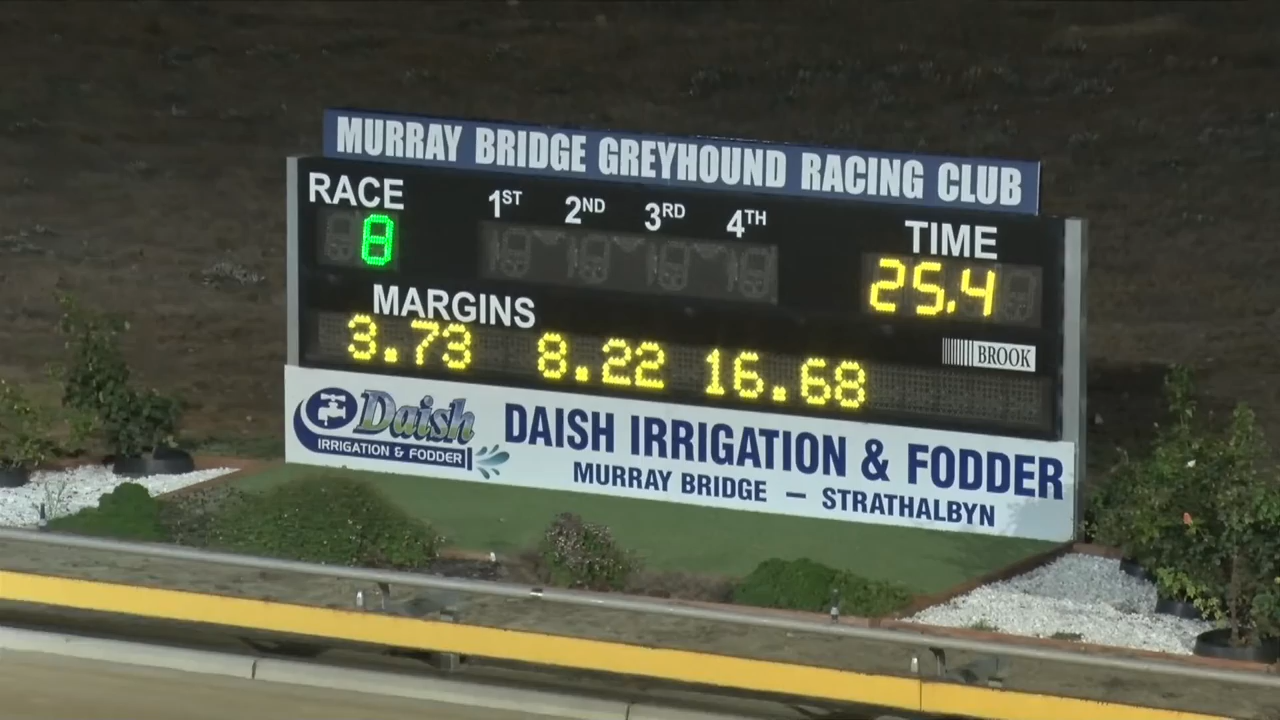 MURRAY BRIDGE GREYHOUND RACING CLUB
RACE 1ST 2ND 3RD 4TH TIME
8 25.4
MARGINS
3.73 8.22 16.68
BROOK
Daish
IRRIGATION & FODDER
DAISH IRRIGATION & FODDER
MURRAY BRIDGE – STRATHALBYN